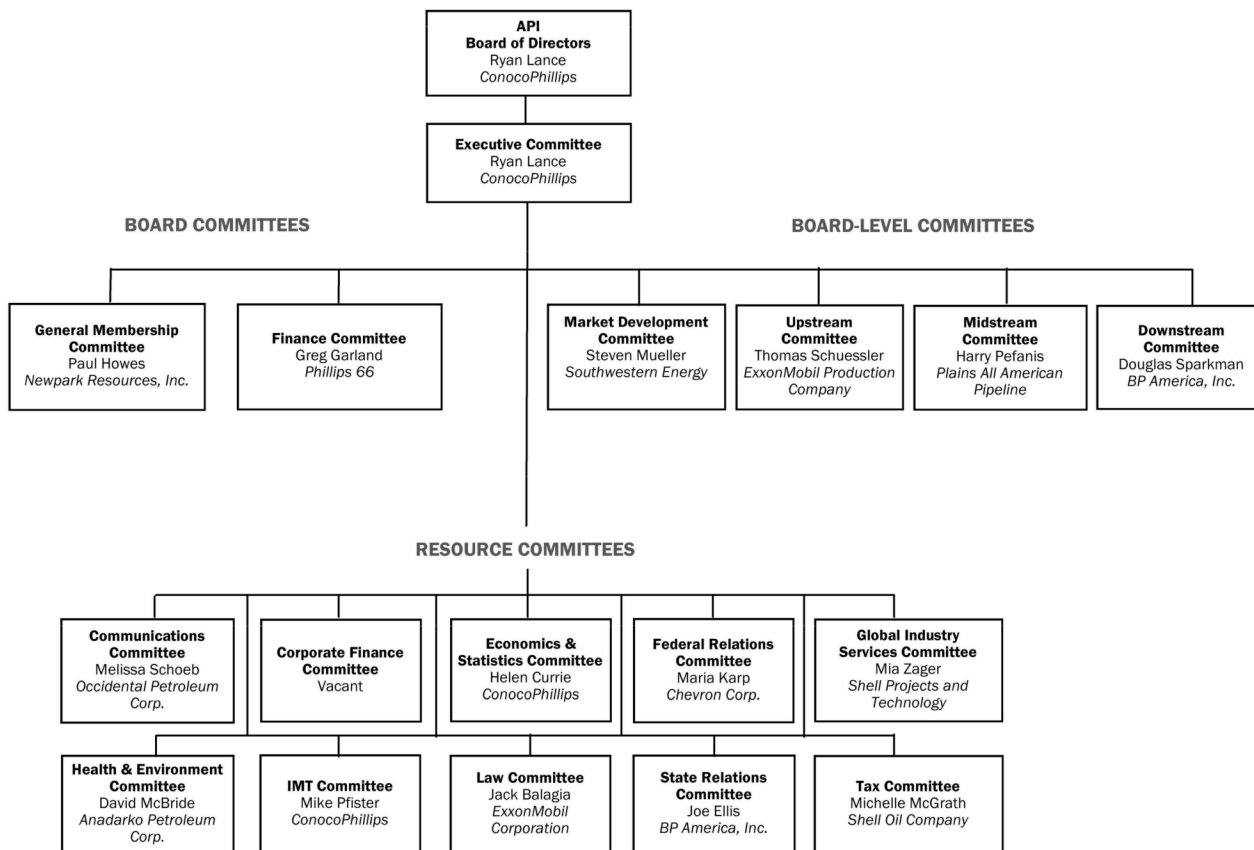 API
Board of Directors
Ryan Lance
ConocoPhillips
Executive Committee
Ryan Lance
ConocoPhillips
BOARD COMMITTEES
BOARD-LEVEL COMMITTEES
General Membership
Committee
Paul Howes
Newpark Resources, Inc.
Finance Committee
Greg Garland
Phillips 66
Market Development
Committee
Steven Mueller
Southwestern Energy
Upstream
Committee
Thomas Schuessler
ExxonMobil Production
Company
Midstream
Committee
Harry Pefanis
Plains All American
Pipeline
Downstream
Committee
Douglas Sparkman
BP America, Inc.
RESOURCE COMMITTEES
Communications
Committee
Melissa Schoeb
Occidental Petroleum
Corp.
Corporate Finance
Committee
Vacant
Economics &
Statistics Committee
Helen Currie
ConocoPhillips
Federal Relations
Committee
Maria Karp
Chevron Corp.
Global Industry
Services Committee
Mia Zager
Shell Projects and
Technology
Health & Environment
Committee
David McBride
Anadarko Petroleum
Corp.
IMT Committee
Mike Pfister
ConocoPhillips
Law Committee
Jack Balagia
ExxonMobil
Corporation
State Relations
Committee
Joe Ellis
BP America, Inc.
Tax Committee
Michelle McGrath
Shell Oil Company